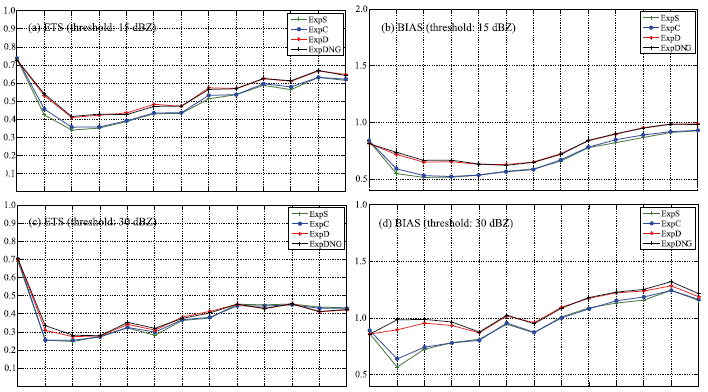 1.0
0.9
0.8
0.7
0.6
0.5
0.4
0.3
0.2
0.1
(a) ETS (threshold: 15 dBZ)
ExpS
ExpC
ExpD
ExpDNG
2.0
1.5
1.0
0.5
(b) BIAS (threshold: 15 dBZ)
ExpS
ExpC
ExpD
ExpDNG
1.0
0.9
0.8
0.7
0.6
0.5
0.4
0.3
0.2
0.1
(c) ETS (threshold: 30 dBZ)
ExpS
ExpC
ExpD
ExpDNG
1.0
1.5
1.0
0.5
(d) BIAS (threshold: 30 dBZ)
ExpS
ExpC
ExpD
ExpDNG